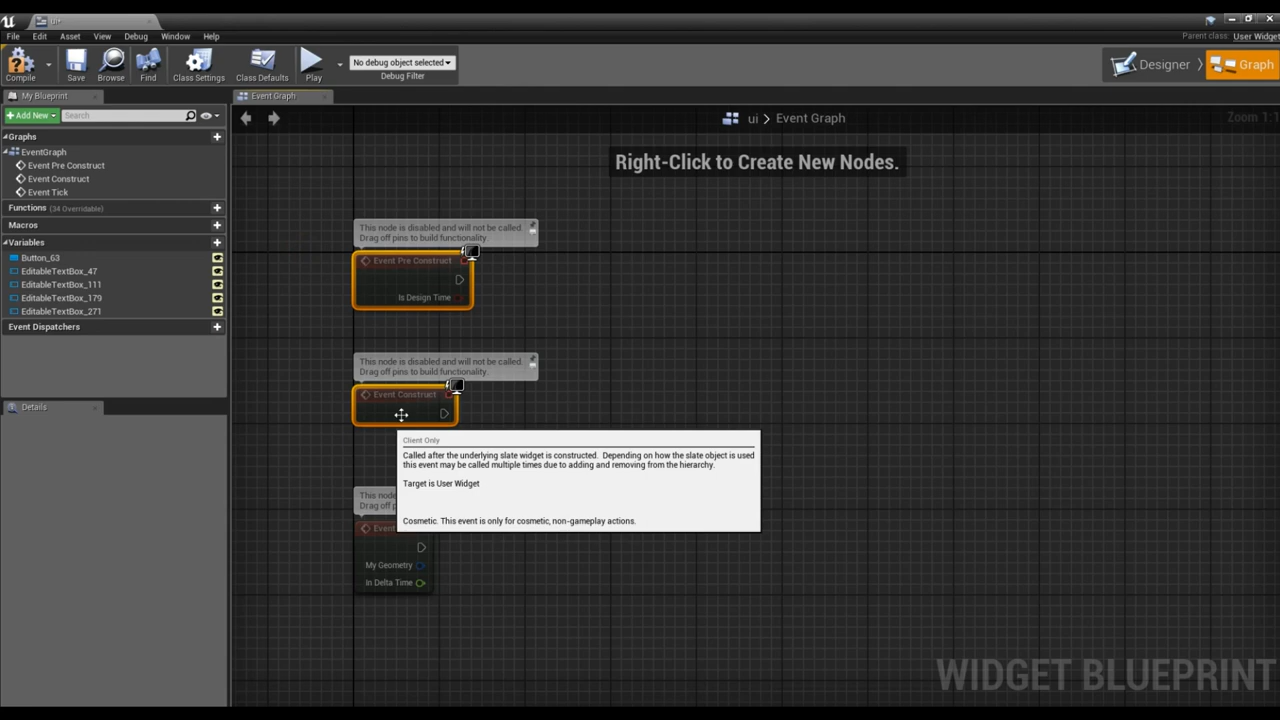 ui*
File Edit Asset View Debug Window Help
Parent class: User Widget
Compile Save Browse Find Class Settings Class Defaults Play
No debug object selected
Debug Filter
Designer Graph
My Blueprint
Event Graph
Add New Search
ui > Event Graph
Zoom 1:1
Right-Click to Create New Nodes.
Graphs
EventGraph
Event Pre Construct
Event Construct
Event Tick
Functions (34 Overridable)
Macros
Variables
Button_63
EditableTextBox_47
EditableTextBox_111
EditableTextBox_179
EditableTextBox_271
Event Dispatchers
Details
This node is disabled and will not be called.
Drag off pins to build functionality.
Event Pre Construct
Is Design Time
This node is disabled and will not be called.
Drag off pins to build functionality.
Event Construct
Client Only
Called after the underlying slate widget is constructed. Depending on how the slate object is used
this event may be called multiple times due to adding and removing from the hierarchy.
Target is User Widget
Cosmetic. This event is only for cosmetic, non-gameplay actions.
This node
Drag off
Event
My Geometry
In Delta Time
WIDGET BLUEPRINT